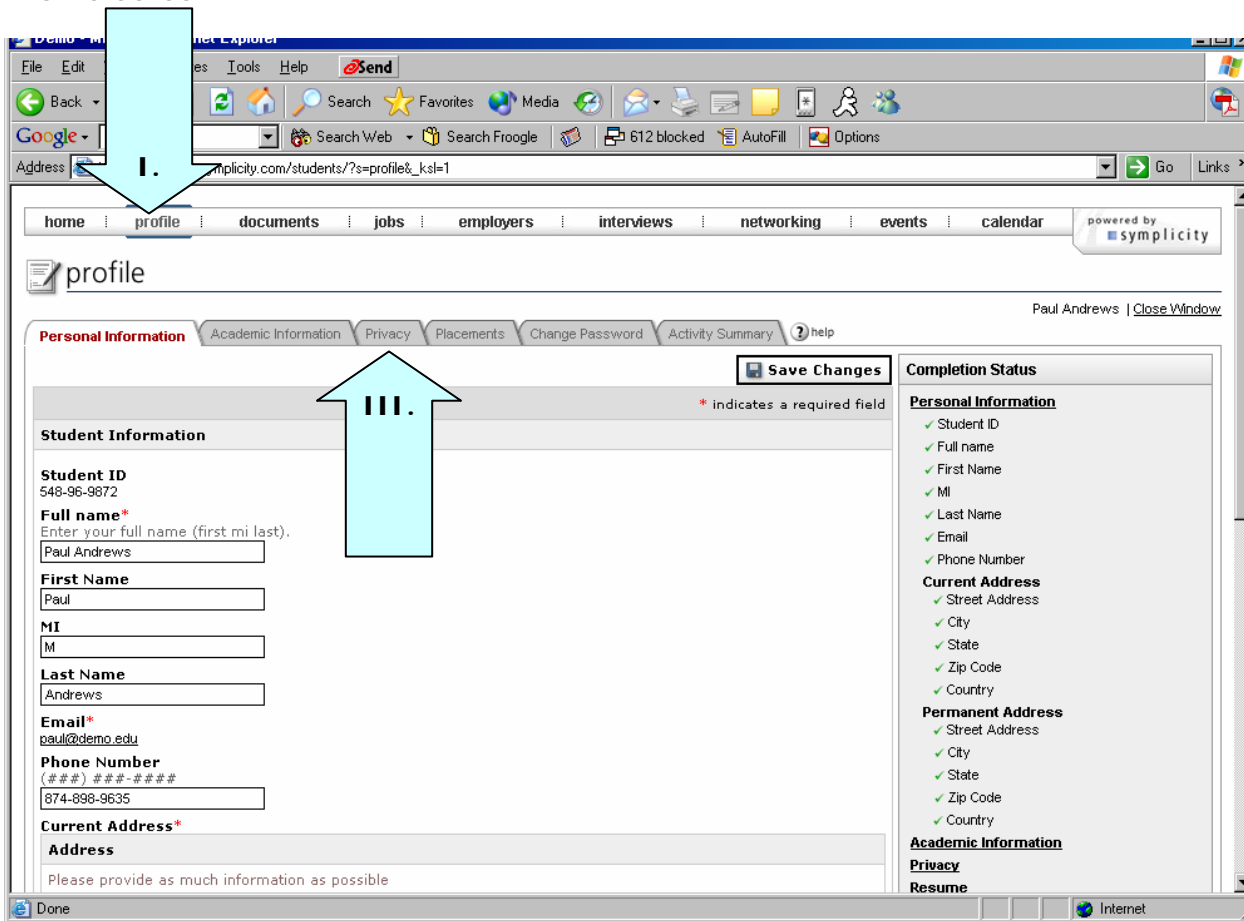 File Edit es Tools Help eSend
Back Search Favorites Media
Google Search Web Search Froogle 612 blocked AutoFill Options
Address mplicity.com/students/?s=profile&_ksl=1 Go Links
I.
home profile documents jobs employers interviews networking events calendar
powered by
symplicity
profile
Paul Andrews | Close Window
Personal Information Academic Information Privacy Placements Change Password Activity Summary ? help
Save Changes
* indicates a required field
III.
Student Information
Student ID
548-96-9872
Full name*
Enter your full name (first mi last).
Paul Andrews
First Name
Paul
MI
M
Last Name
Andrews
Email*
paul@demo.edu
Phone Number
(###) ###-####
874-898-9635
Current Address*
Address
Please provide as much information as possible
Completion Status
Personal Information
Student ID
Full name
First Name
MI
Last Name
Email
Phone Number
Current Address
Street Address
City
State
Zip Code
Country
Permanent Address
Street Address
City
State
Zip Code
Country
Academic Information
Privacy
Resume
Done Internet